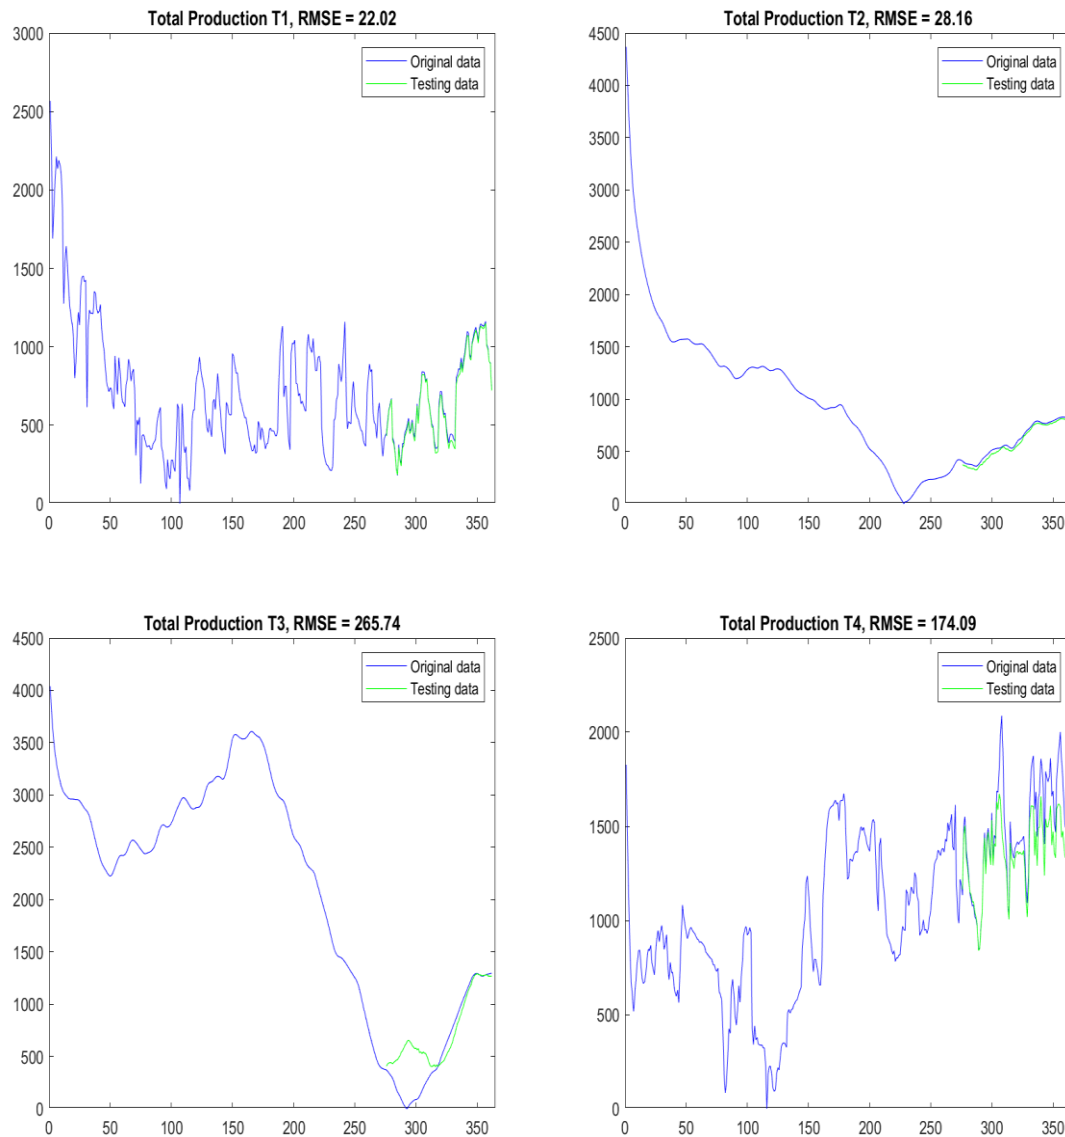 Total Production T1, RMSE = 22.02
3000
2500
2000
1500
1000
500
0
0 50 100 150 200 250 300 350
Original data
Testing data
Total Production T2, RMSE = 28.16
4500
4000
3500
3000
2500
2000
1500
1000
500
0
0 50 100 150 200 250 300 350
Original data
Testing data
Total Production T3, RMSE = 265.74
4500
4000
3500
3000
2500
2000
1500
1000
500
0
0 50 100 150 200 250 300 350
Original data
Testing data
Total Production T4, RMSE = 174.09
2500
2000
1500
1000
500
0
0 50 100 150 200 250 300 350
Original data
Testing data